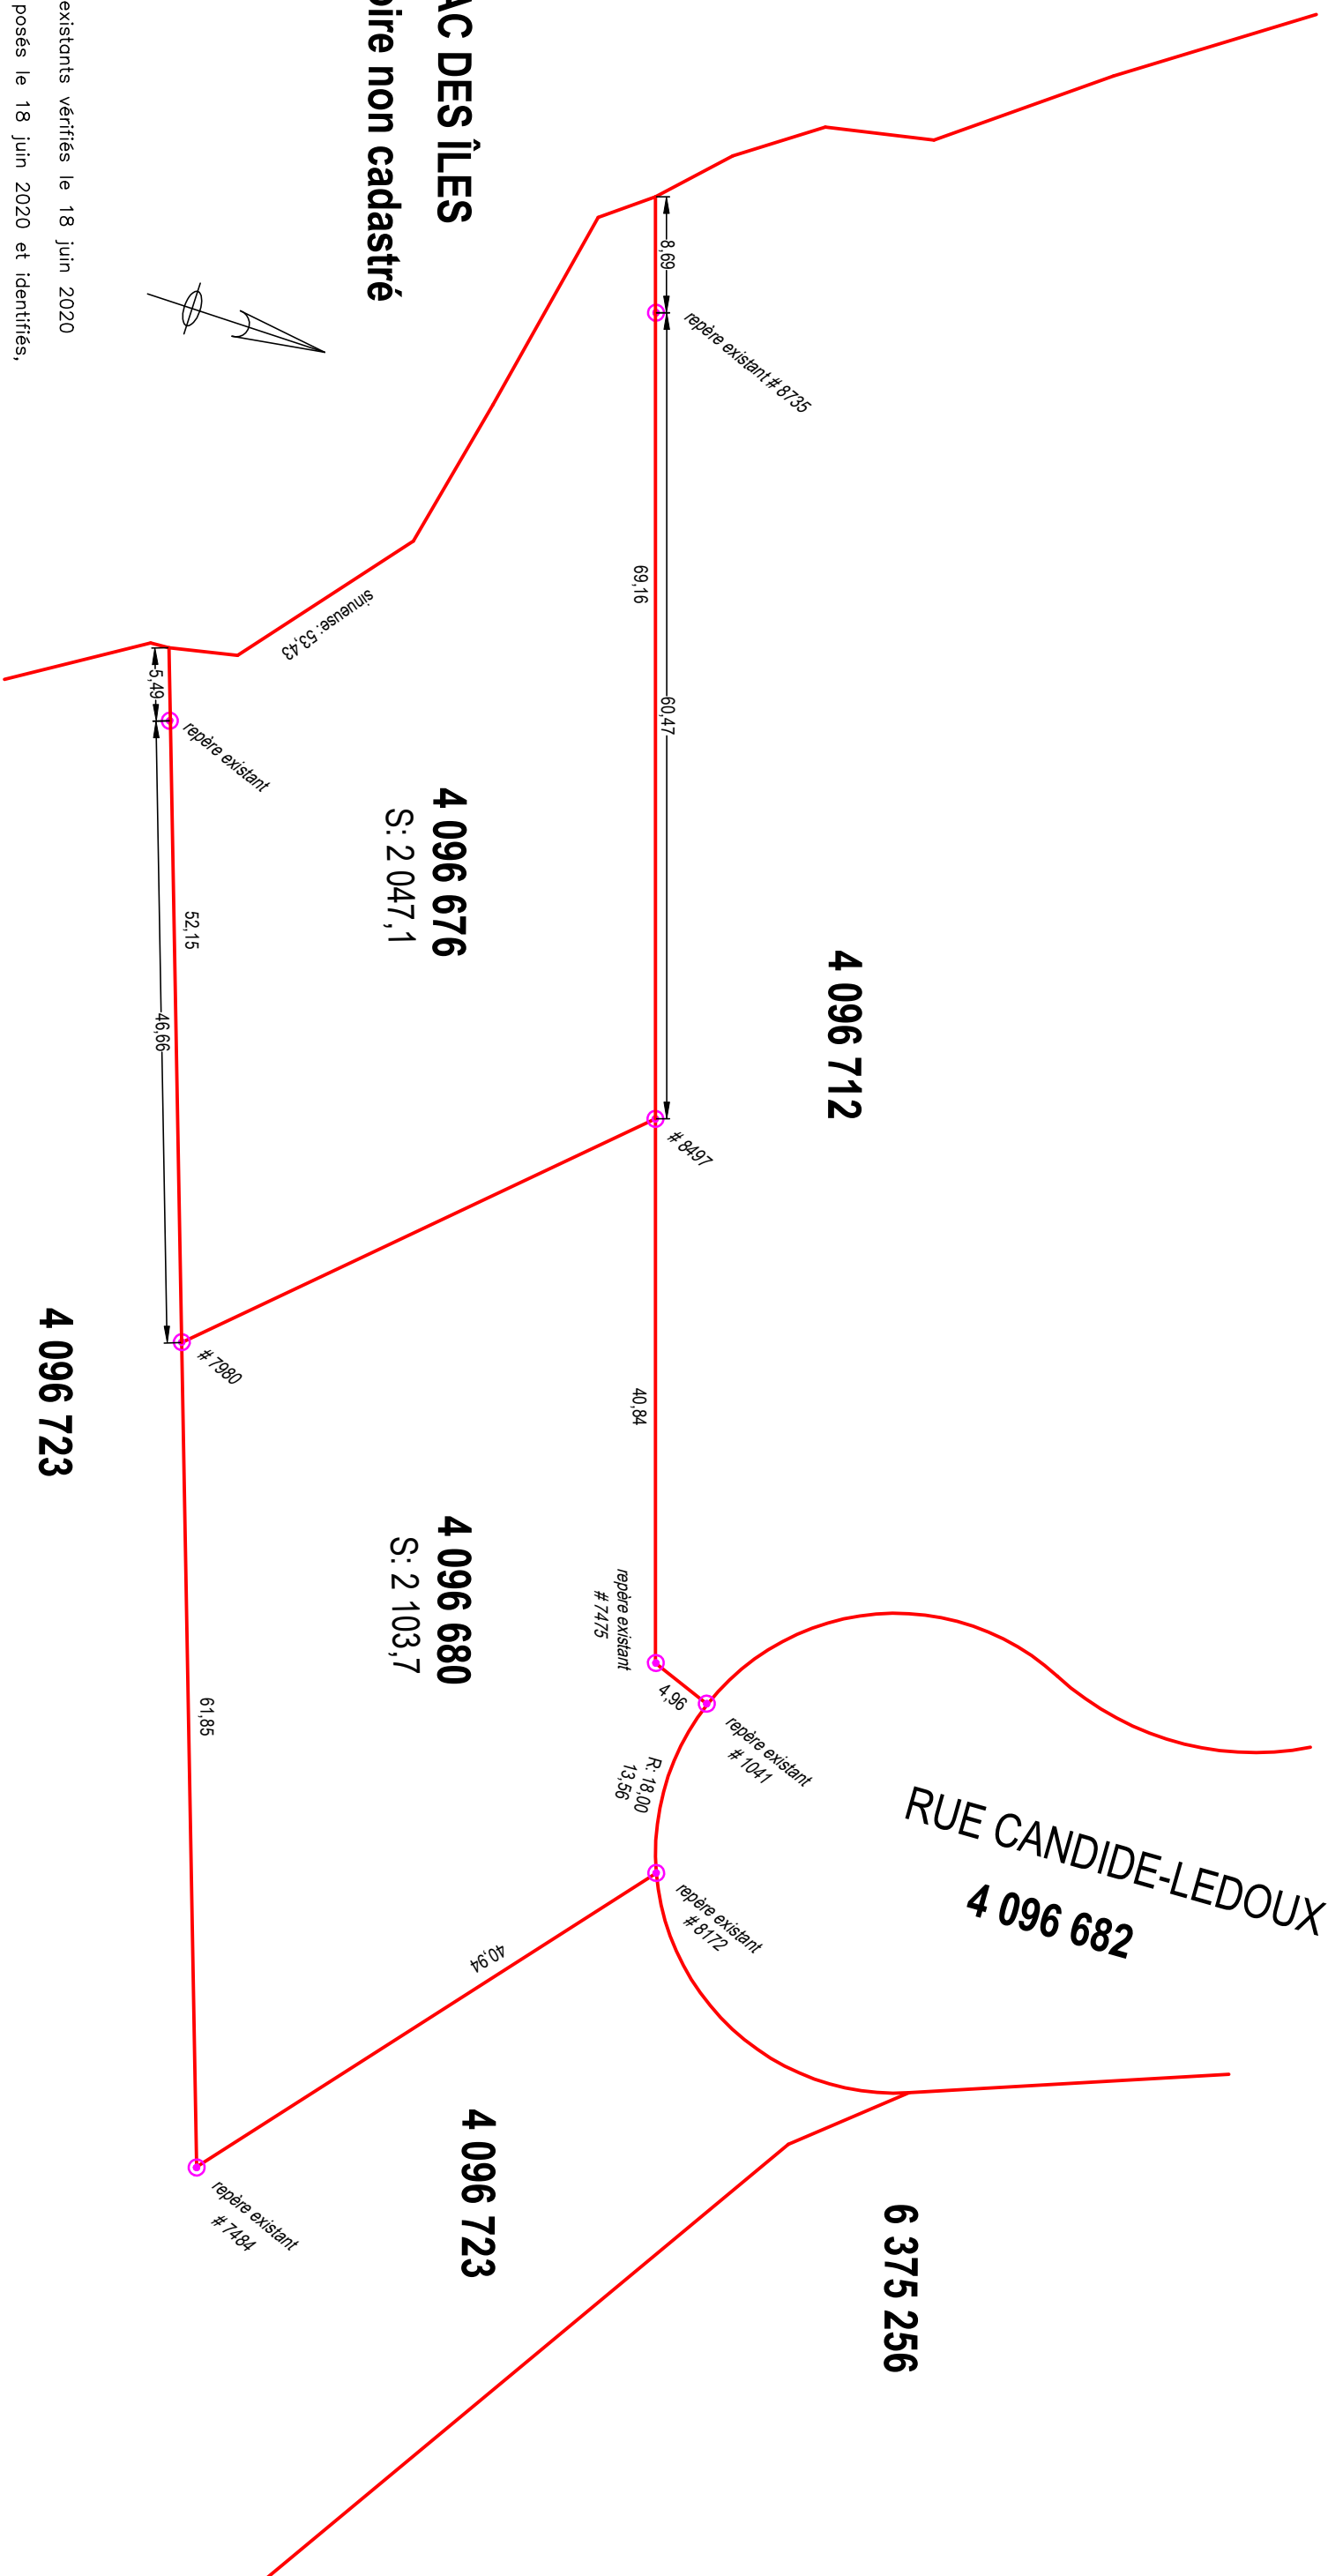 LAC DES ÎLES
oire non cadastré
existants vérifiés le 18 juin 2020
posés le 18 juin 2020 et identifiés,
8,69
repère existant # 8735
69,16
60,47
sinueuse: 53,43
5,49
repère existant
52,15
46,66
4 096 676
S: 2 047,1
4 096 712
# 8497
# 7980
4 096 723
40,84
4 096 680
S: 2 103,7
repère existant
# 7475
4,96
repère existant
# 1041
R: 18,00
13,56
61,85
RUE CANDIDE-LEDOUX
4 096 682
repère existant
# 8172
40,94
4 096 723
repère existant
# 7484
6 375 256